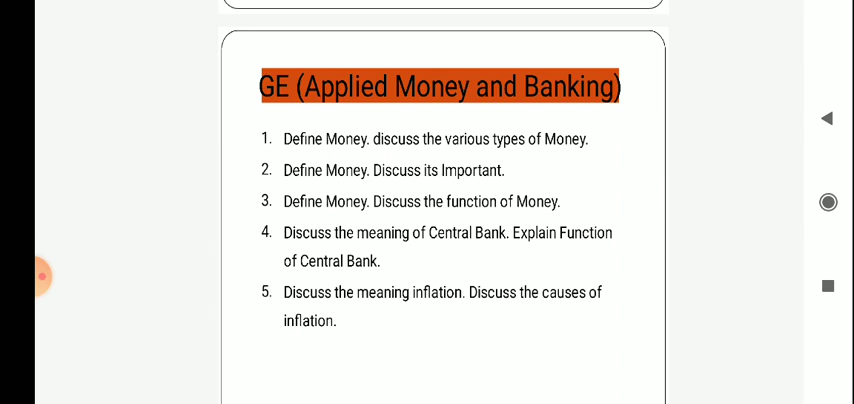 GE (Applied Money and Banking)
1. Define Money. discuss the various types of Money.
2. Define Money. Discuss its Important.
3. Define Money. Discuss the function of Money.
4. Discuss the meaning of Central Bank. Explain Function
of Central Bank.
5. Discuss the meaning inflation. Discuss the causes of
inflation.